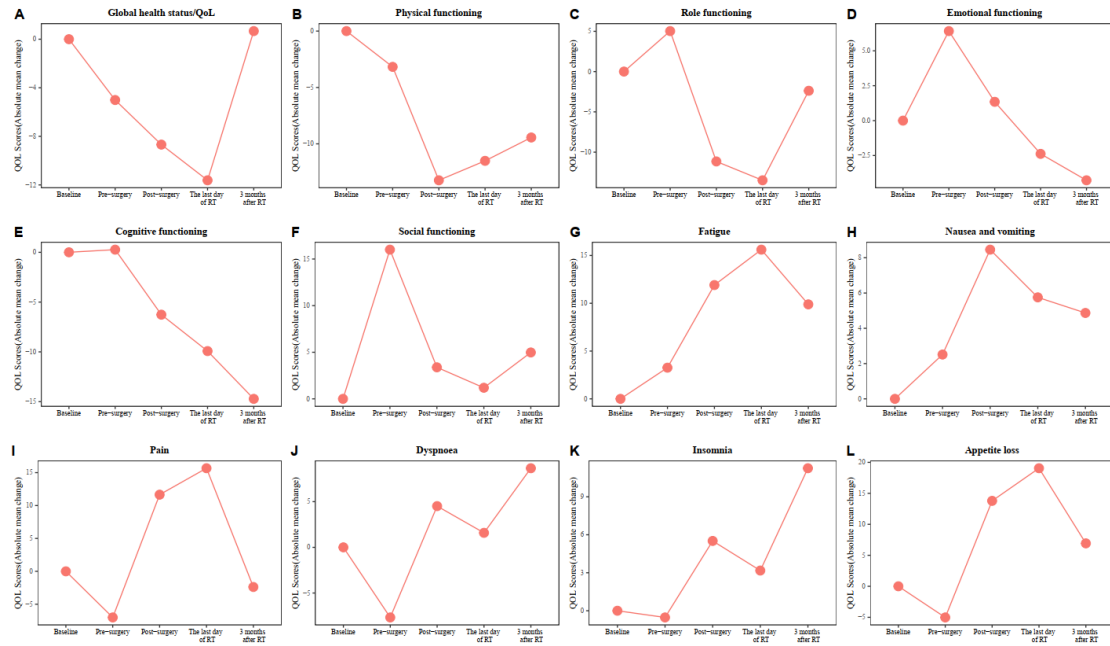 A Global health status/QoL
QOL Scores(Absolute mean change)
0
−4
−8
−12
Baseline Pre−surgery Post−surgery The last day of RT 3 months after RT
B Physical functioning
QOL Scores(Absolute mean change)
0
−5
−10
Baseline Pre−surgery Post−surgery The last day of RT 3 months after RT
C Role functioning
QOL Scores(Absolute mean change)
5
0
−5
−10
Baseline Pre−surgery Post−surgery The last day of RT 3 months after RT
D Emotional functioning
QOL Scores(Absolute mean change)
5.0
2.5
0.0
−2.5
Baseline Pre−surgery Post−surgery The last day of RT 3 months after RT
E Cognitive functioning
QOL Scores(Absolute mean change)
0
−5
−10
−15
Baseline Pre−surgery Post−surgery The last day of RT 3 months after RT
F Social functioning
QOL Scores(Absolute mean change)
15
10
5
0
Baseline Pre−surgery Post−surgery The last day of RT 3 months after RT
G Fatigue
QOL Scores(Absolute mean change)
15
10
5
0
Baseline Pre−surgery Post−surgery The last day of RT 3 months after RT
H Nausea and vomiting
QOL Scores(Absolute mean change)
8
6
4
2
0
Baseline Pre−surgery Post−surgery The last day of RT 3 months after RT
I Pain
QOL Scores(Absolute mean change)
15
10
5
0
−5
Baseline Pre−surgery Post−surgery The last day of RT 3 months after RT
J Dyspnoea
QOL Scores(Absolute mean change)
5
0
−5
Baseline Pre−surgery Post−surgery The last day of RT 3 months after RT
K Insomnia
QOL Scores(Absolute mean change)
9
6
3
0
Baseline Pre−surgery Post−surgery The last day of RT 3 months after RT
L Appetite loss
QOL Scores(Absolute mean change)
20
15
10
5
0
−5
Baseline Pre−surgery Post−surgery The last day of RT 3 months after RT